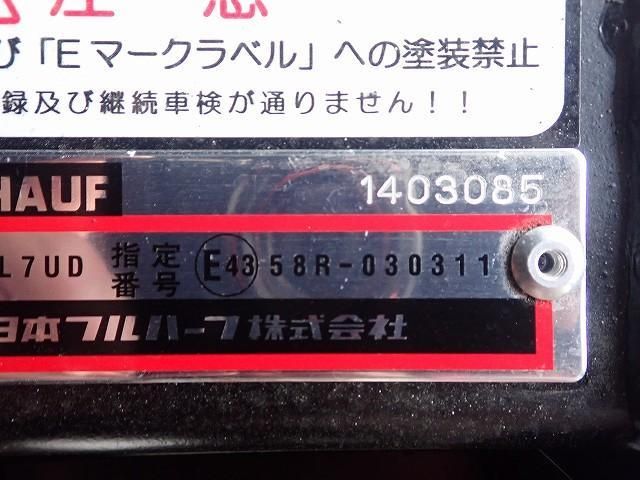 注意
び「Eマークラベル」への塗装禁止
録及び継続車検が通りません!!
HAUF 1403085
L7UD 指定番号 E43 58R-030311
日本フルハーフ株式会社